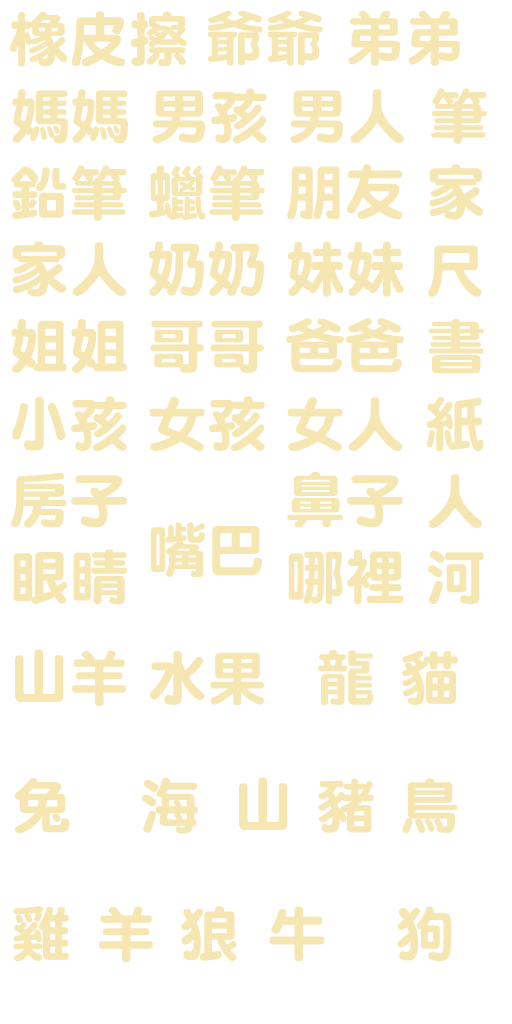 橡皮擦 爺爺 弟弟
媽媽 男孩 男人 筆
鉛筆 蠟筆 朋友 家
家人 奶奶 妹妹 尺
姐姐 哥哥 爸爸 書
小孩 女孩 女人 紙
房子 鼻子 人
嘴巴
眼睛 哪裡 河
山羊 水果 龍 貓
兔 海 山 豬 鳥
雞 羊 狼 牛 狗